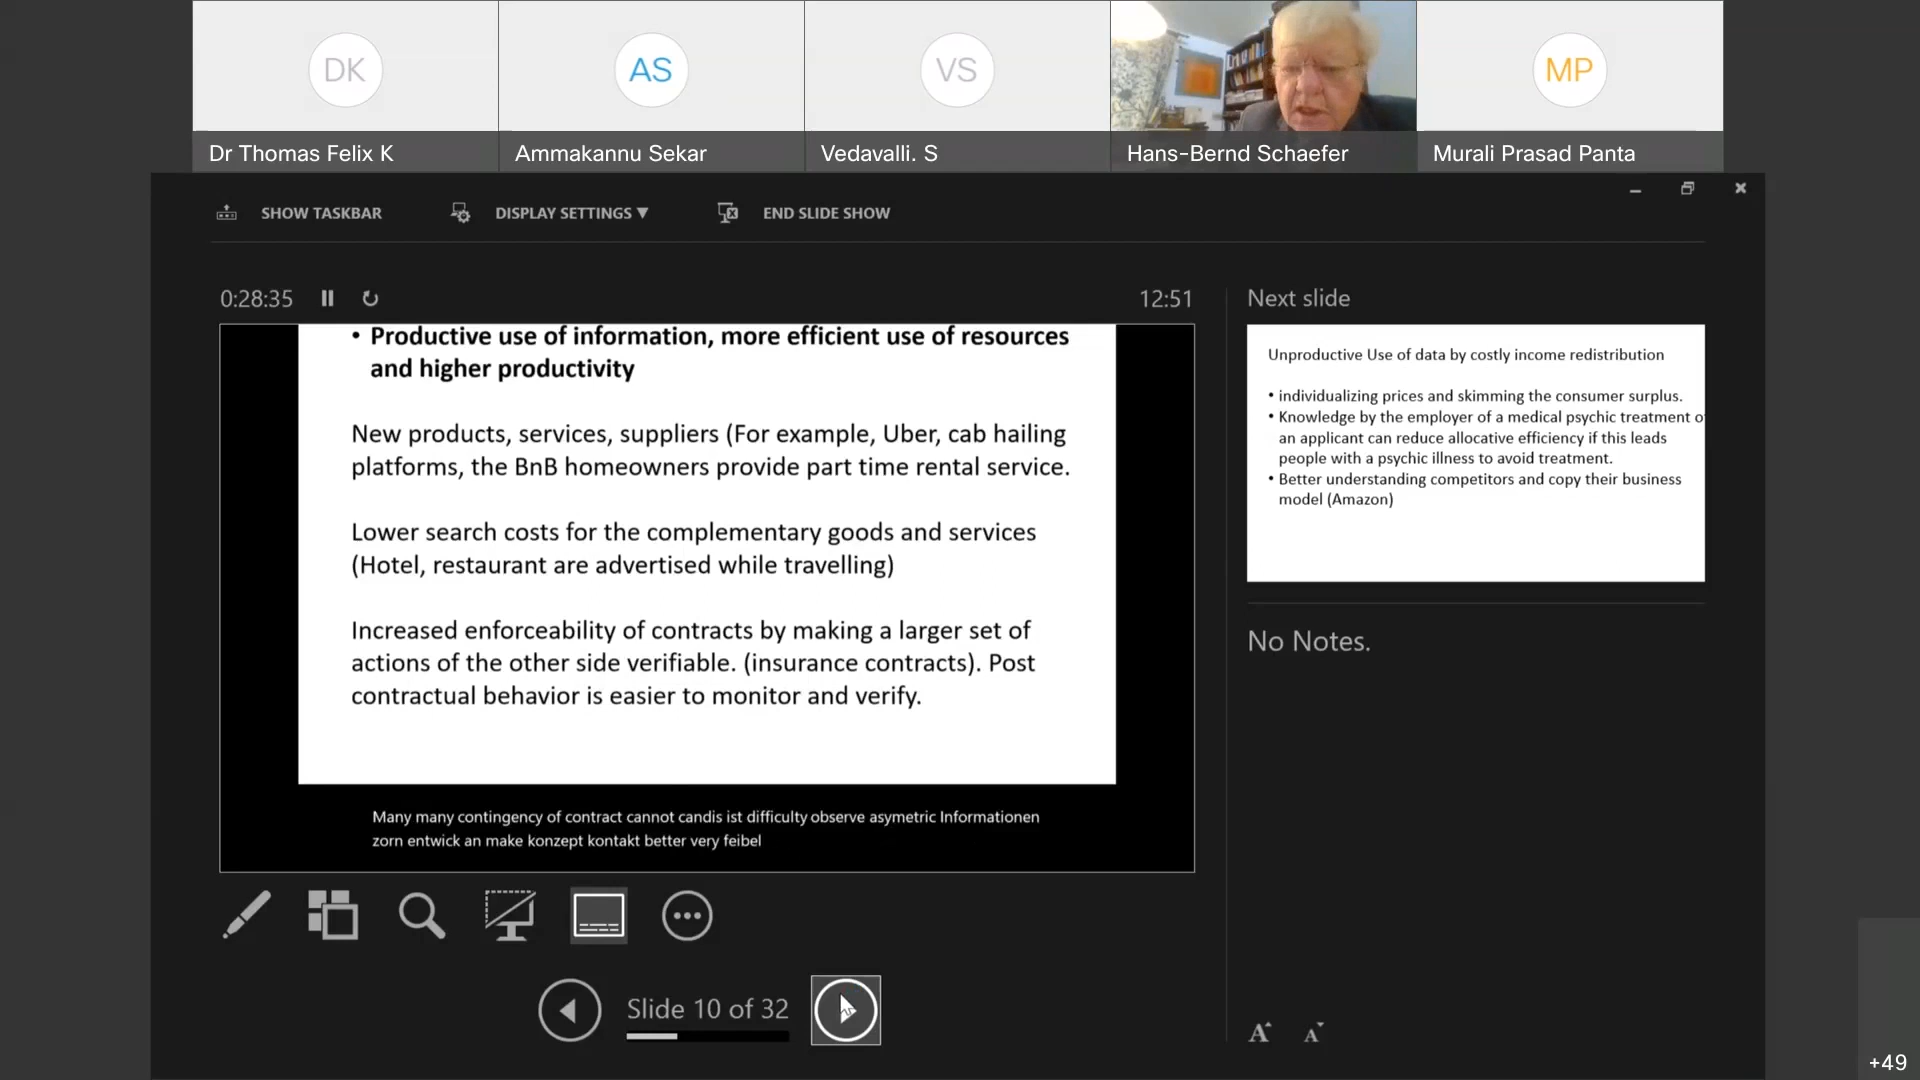 DK
AS
VS
MP
Dr Thomas Felix K
Ammakannu Sekar
Vedavalli. S
Hans-Bernd Schaefer
Murali Prasad Panta
SHOW TASKBAR
DISPLAY SETTINGS ▼
END SLIDE SHOW
0:28:35
12:51
• Productive use of information, more efficient use of resources
and higher productivity
New products, services, suppliers (For example, Uber, cab hailing
platforms, the BnB homeowners provide part time rental service.
Lower search costs for the complementary goods and services
(Hotel, restaurant are advertised while travelling)
Increased enforceability of contracts by making a larger set of
actions of the other side verifiable. (insurance contracts). Post
contractual behavior is easier to monitor and verify.
Many many contingency of contract cannot candis ist difficulty observe asymetric Informationen
zorn entwick an make konzept kontakt better very feibel
Slide 10 of 32
Next slide
Unproductive Use of data by costly income redistribution
• individualizing prices and skimming the consumer surplus.
• Knowledge by the employer of a medical psychic treatment o
an applicant can reduce allocative efficiency if this leads
people with a psychic illness to avoid treatment.
• Better understanding competitors and copy their business
model (Amazon)
No Notes.
A A
+49